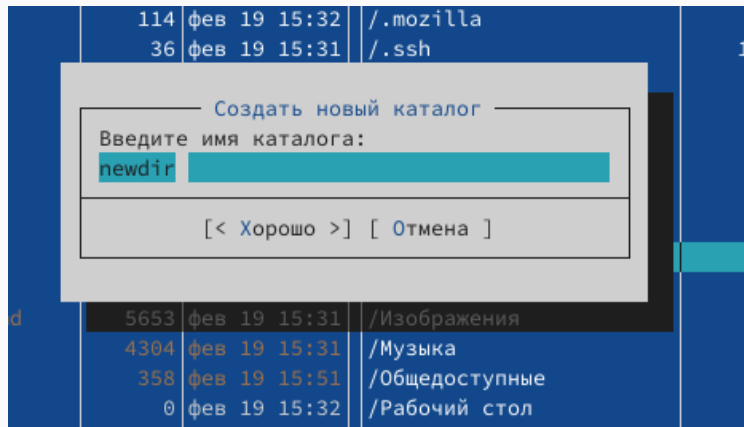 114 фев 19 15:32 /.mozilla
36 фев 19 15:31 /.ssh
Создать новый каталог
Введите имя каталога:
newdir
[< Хорошо >] [ Отмена ]
5653 фев 19 15:31 /Изображения
4304 фев 19 15:31 /Музыка
358 фев 19 15:51 /Общедоступные
0 фев 19 15:32 /Рабочий стол